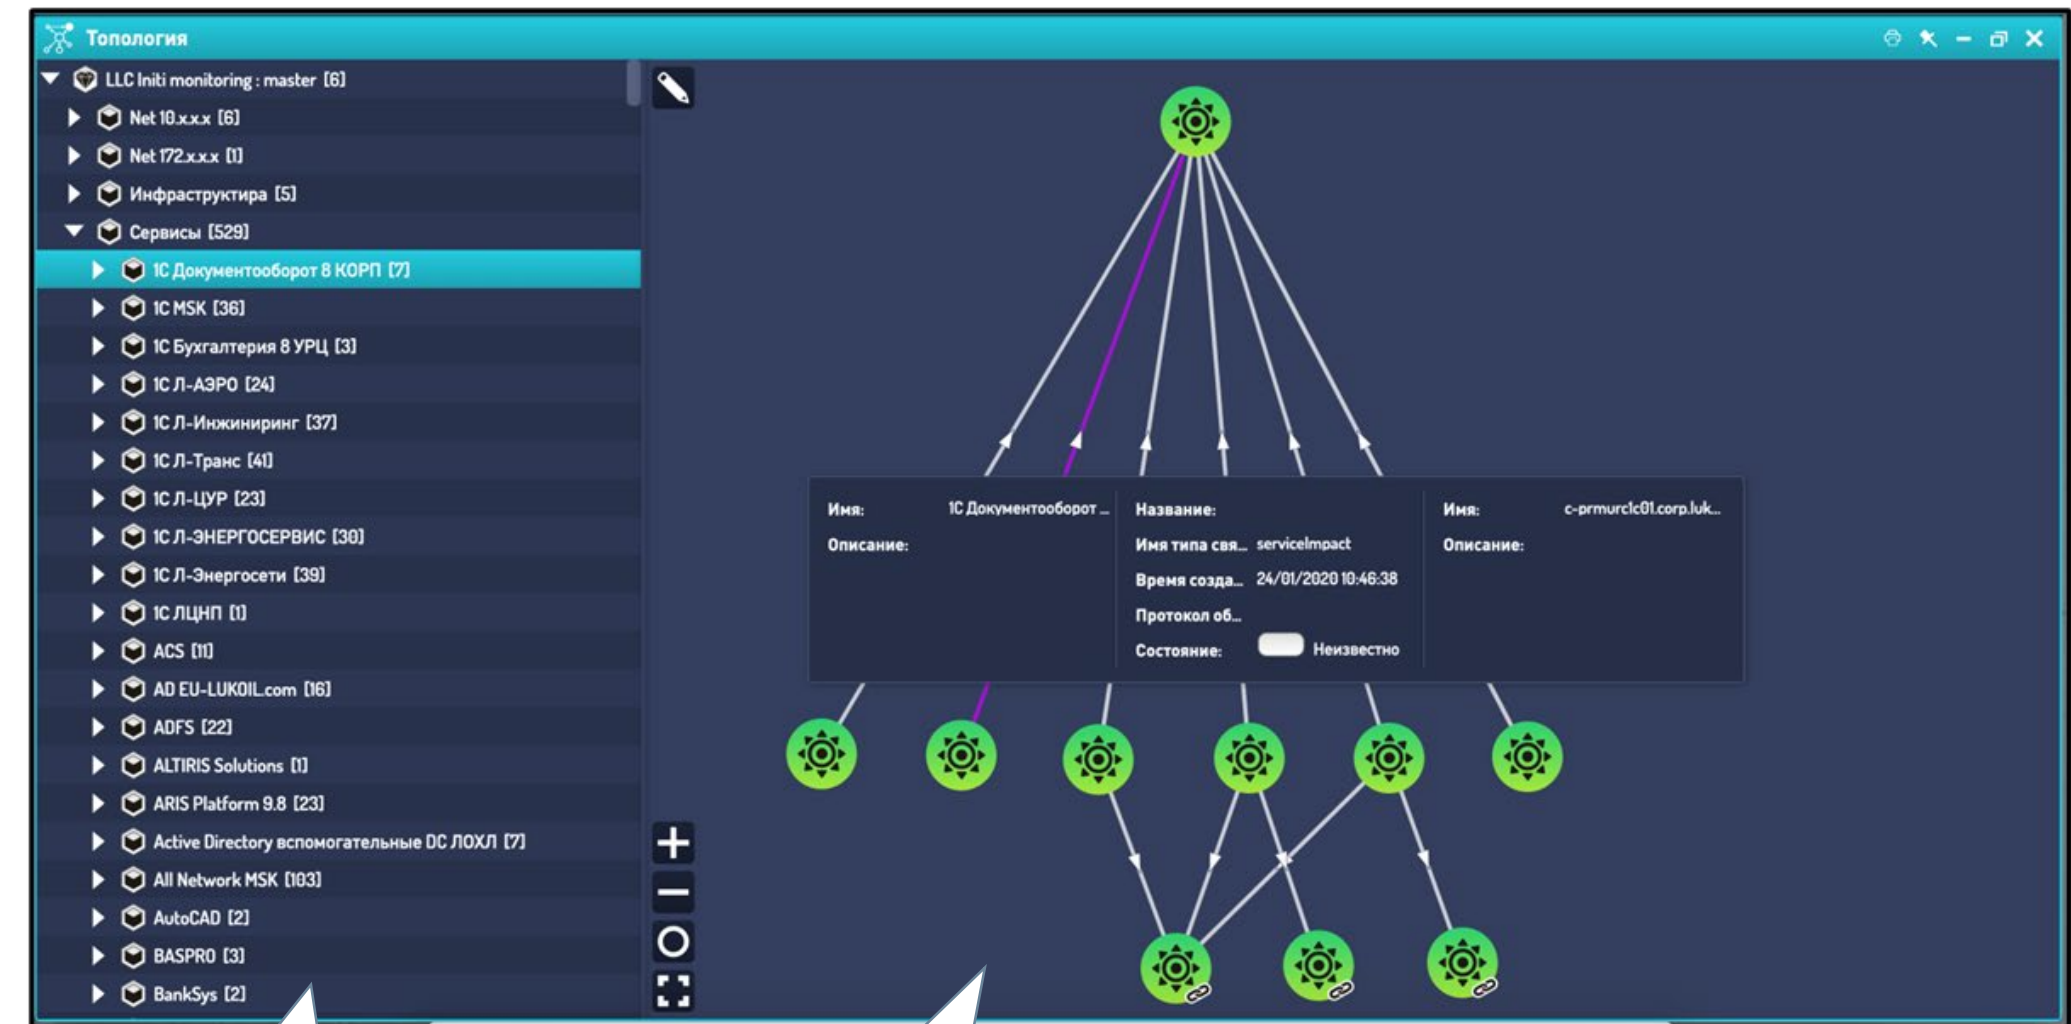 Топология
LLC Initi monitoring : master [6]
Net 10.x.x.x [6]
Net 172.x.x.x [1]
Инфраструктира [5]
Сервисы [529]
1С Документооборот 8 КОРП [7]
1С MSK [36]
1С Бухгалтерия 8 УРЦ [3]
1С Л-АЭРО [24]
1С Л-Инжиниринг [37]
1С Л-Транс [41]
1С Л-ЦУР [23]
1С Л-ЭНЕРГОСЕРВИС [30]
1С Л-Энергосети [39]
1С ЛЦНП [1]
ACS [11]
AD EU-LUKOIL.com [16]
ADFS [22]
ALTIRIS Solutions [1]
ARIS Platform 9.8 [23]
Active Directory вспомогательные DC ЛОХЛ [7]
All Network MSK [103]
AutoCAD [2]
BASPRO [3]
BankSys [2]
Имя: 1С Документооборот ...
Описание:
Название:
Имя типа свя... serviceImpact
Время созда... 24/01/2020 10:46:38
Протокол об...
Состояние: Неизвестно
Имя: c-prmurc1c01.corp.luk...
Описание: